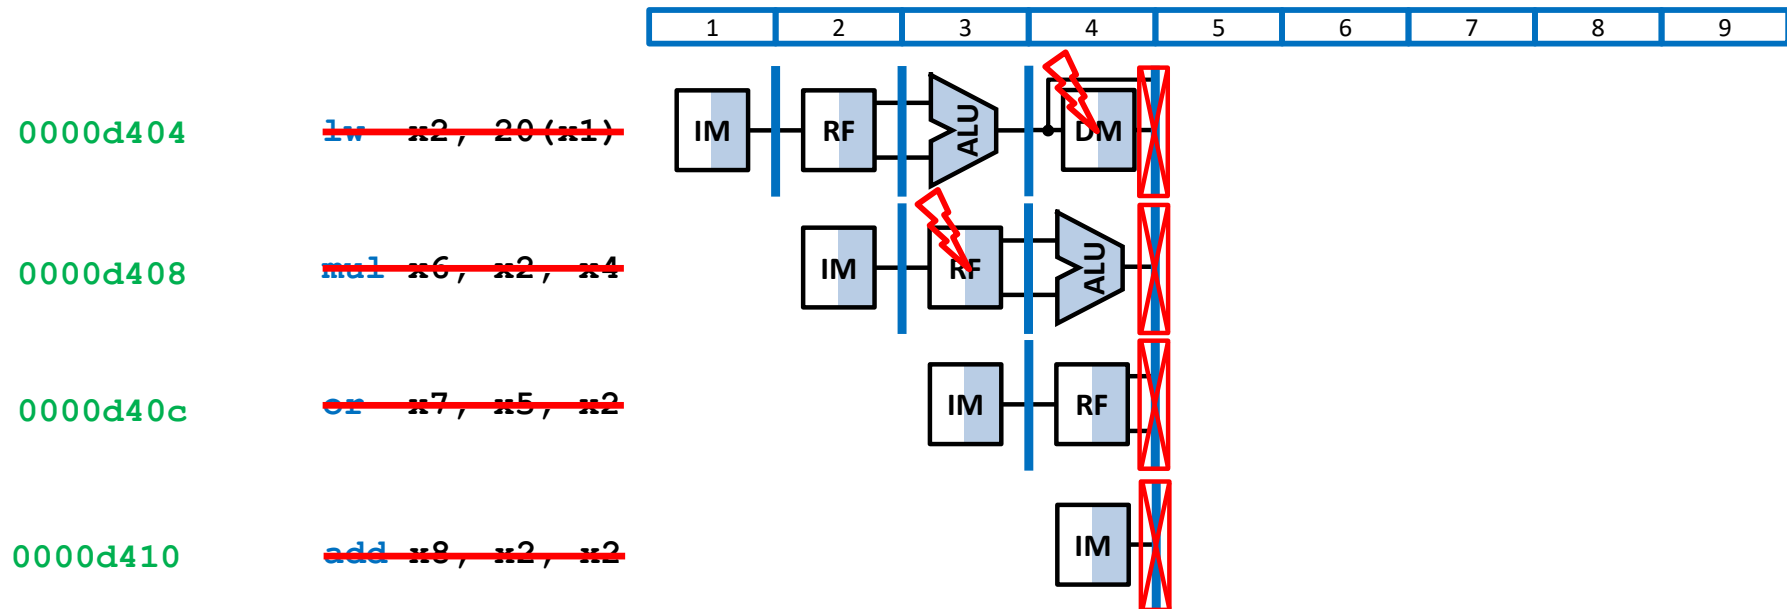 1 2 3 4 5 6 7 8 9
0000d404 lw x2, 20(x1) IM RF ALU DM
0000d408 mul x6, x2, x4 IM RF ALU
0000d40c or x7, x5, x2 IM RF
0000d410 add x8, x2, x2 IM